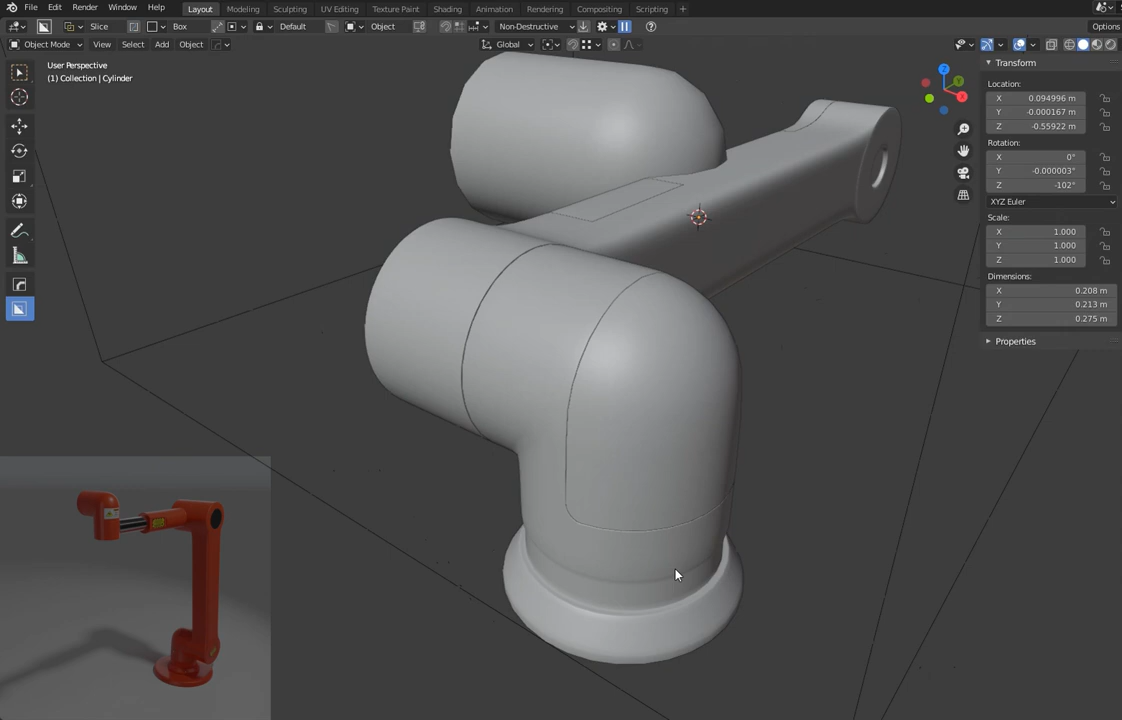 File Edit Render Window Help Layout Modeling Sculpting UV Editing Texture Paint Shading Animation Rendering Compositing Scripting +
Slice Box Default Object Non-Destructive Options
Object Mode View Select Add Object Global
User Perspective
(1) Collection | Cylinder
Z
Y
X
Transform
Location:
X 0.094996 m
Y -0.000167 m
Z -0.55922 m
Rotation:
X 0°
Y -0.000003°
Z -102°
XYZ Euler
Scale:
X 1.000
Y 1.000
Z 1.000
Dimensions:
X 0.208 m
Y 0.213 m
Z 0.275 m
Properties